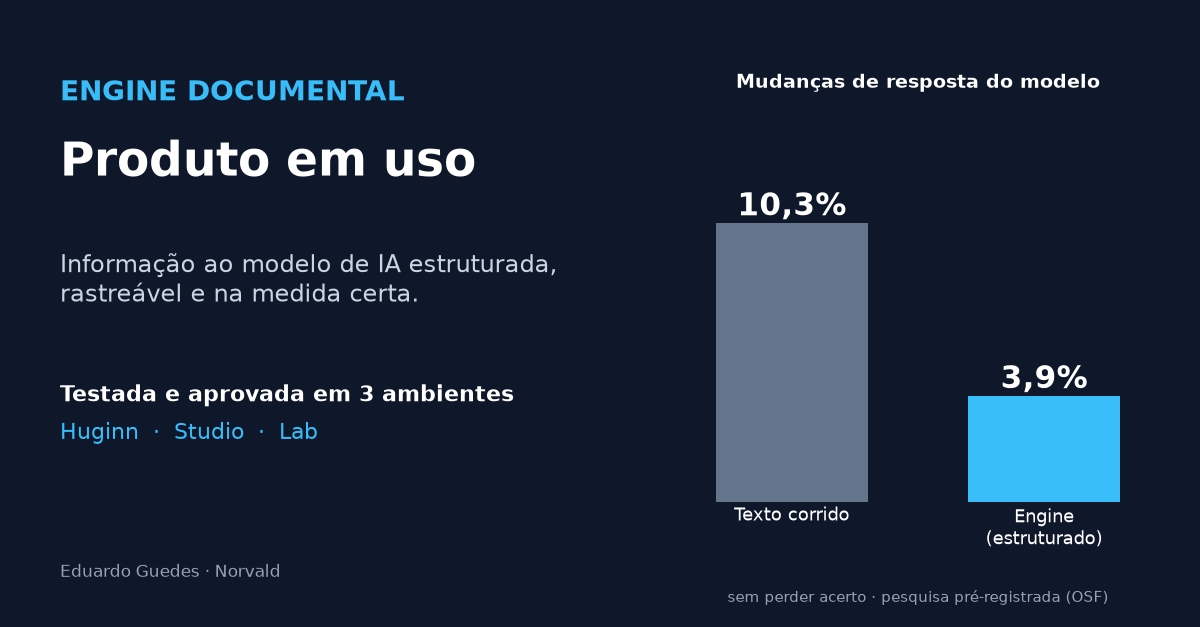 ENGINE DOCUMENTAL
Produto em uso
Informação ao modelo de IA estruturada,
rastreável e na medida certa.
Testada e aprovada em 3 ambientes
Huginn · Studio · Lab
Eduardo Guedes · Norvald
Mudanças de resposta do modelo
10,3%
3,9%
Texto corrido
Engine
(estruturado)
sem perder acerto · pesquisa pré-registrada (OSF)